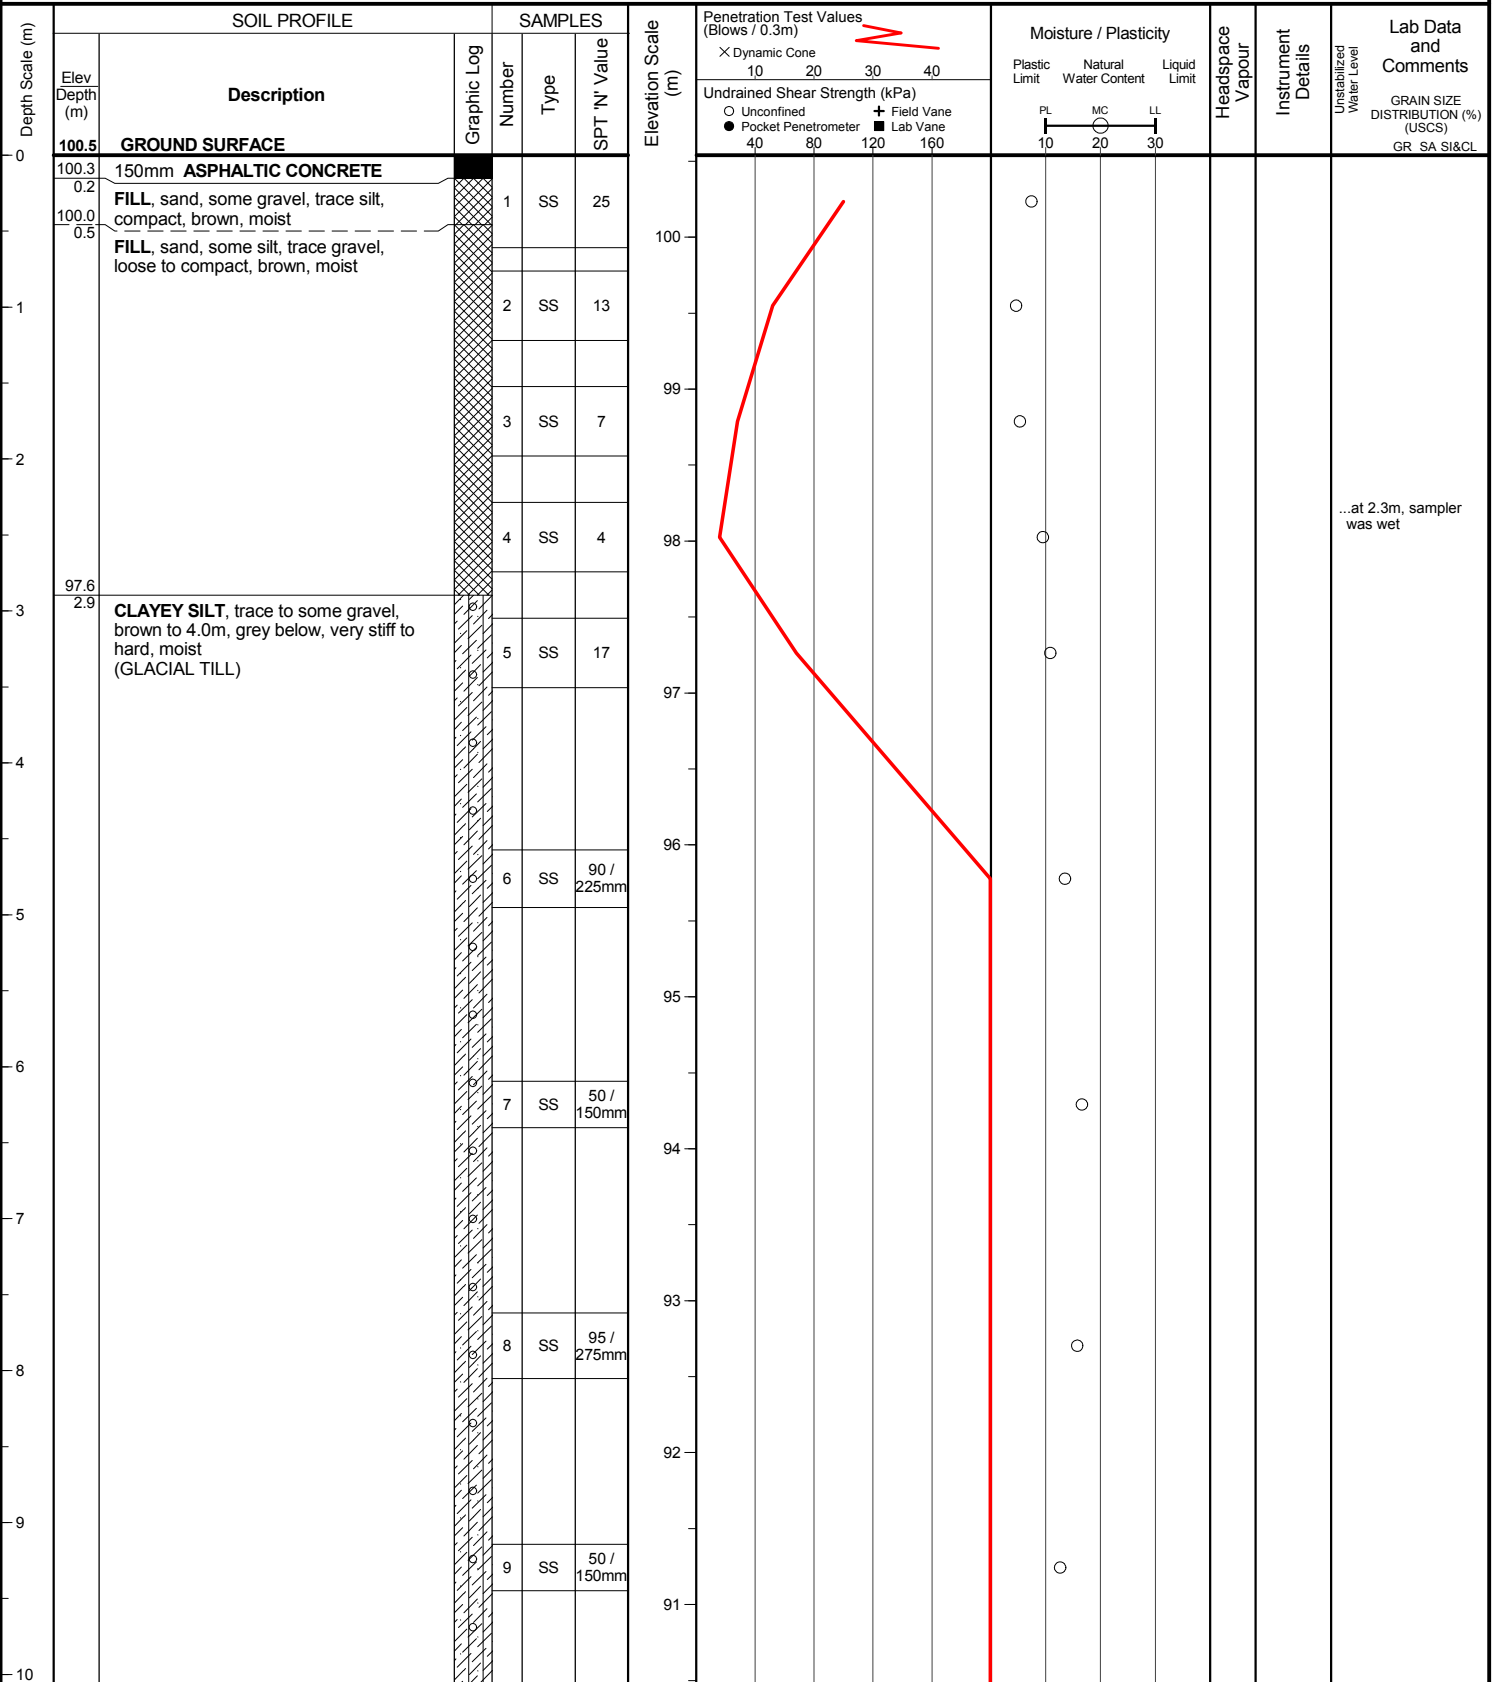 SOIL PROFILE
SAMPLES
Depth Scale (m)
Elev
Depth
(m)
Description
Graphic Log
Number
Type
SPT 'N' Value
Elevation Scale
(m)
Penetration Test Values
(Blows / 0.3m)
× Dynamic Cone
10 20 30 40
Undrained Shear Strength (kPa)
Unconfined + Field Vane
Pocket Penetrometer Lab Vane
40 80 120 160
Moisture / Plasticity
Plastic Limit
Natural Water Content
Liquid Limit
PL MC LL
10 20 30
Headspace
Vapour
Instrument
Details
Unstabilized
Water Level
Lab Data
and
Comments
GRAIN SIZE
DISTRIBUTION (%)
(USCS)
GR SA SI&CL
100.5 GROUND SURFACE
0
100.3 150mm ASPHALTIC CONCRETE
0.2
FILL, sand, some gravel, trace silt,
compact, brown, moist
1 SS 25
100.0
0.5
FILL, sand, some silt, trace gravel,
loose to compact, brown, moist
100
1
2 SS 13
99
3 SS 7
2
...at 2.3m, sampler
was wet
4 SS 4
98
97.6
2.9
3
CLAYEY SILT, trace to some gravel,
brown to 4.0m, grey below, very stiff to
hard, moist
(GLACIAL TILL)
5 SS 17
97
4
96
6 SS 90 /
225mm
5
95
6
7 SS 50 /
150mm
94
7
93
8 SS 95 /
275mm
8
92
9
9 SS 50 /
150mm
91
10